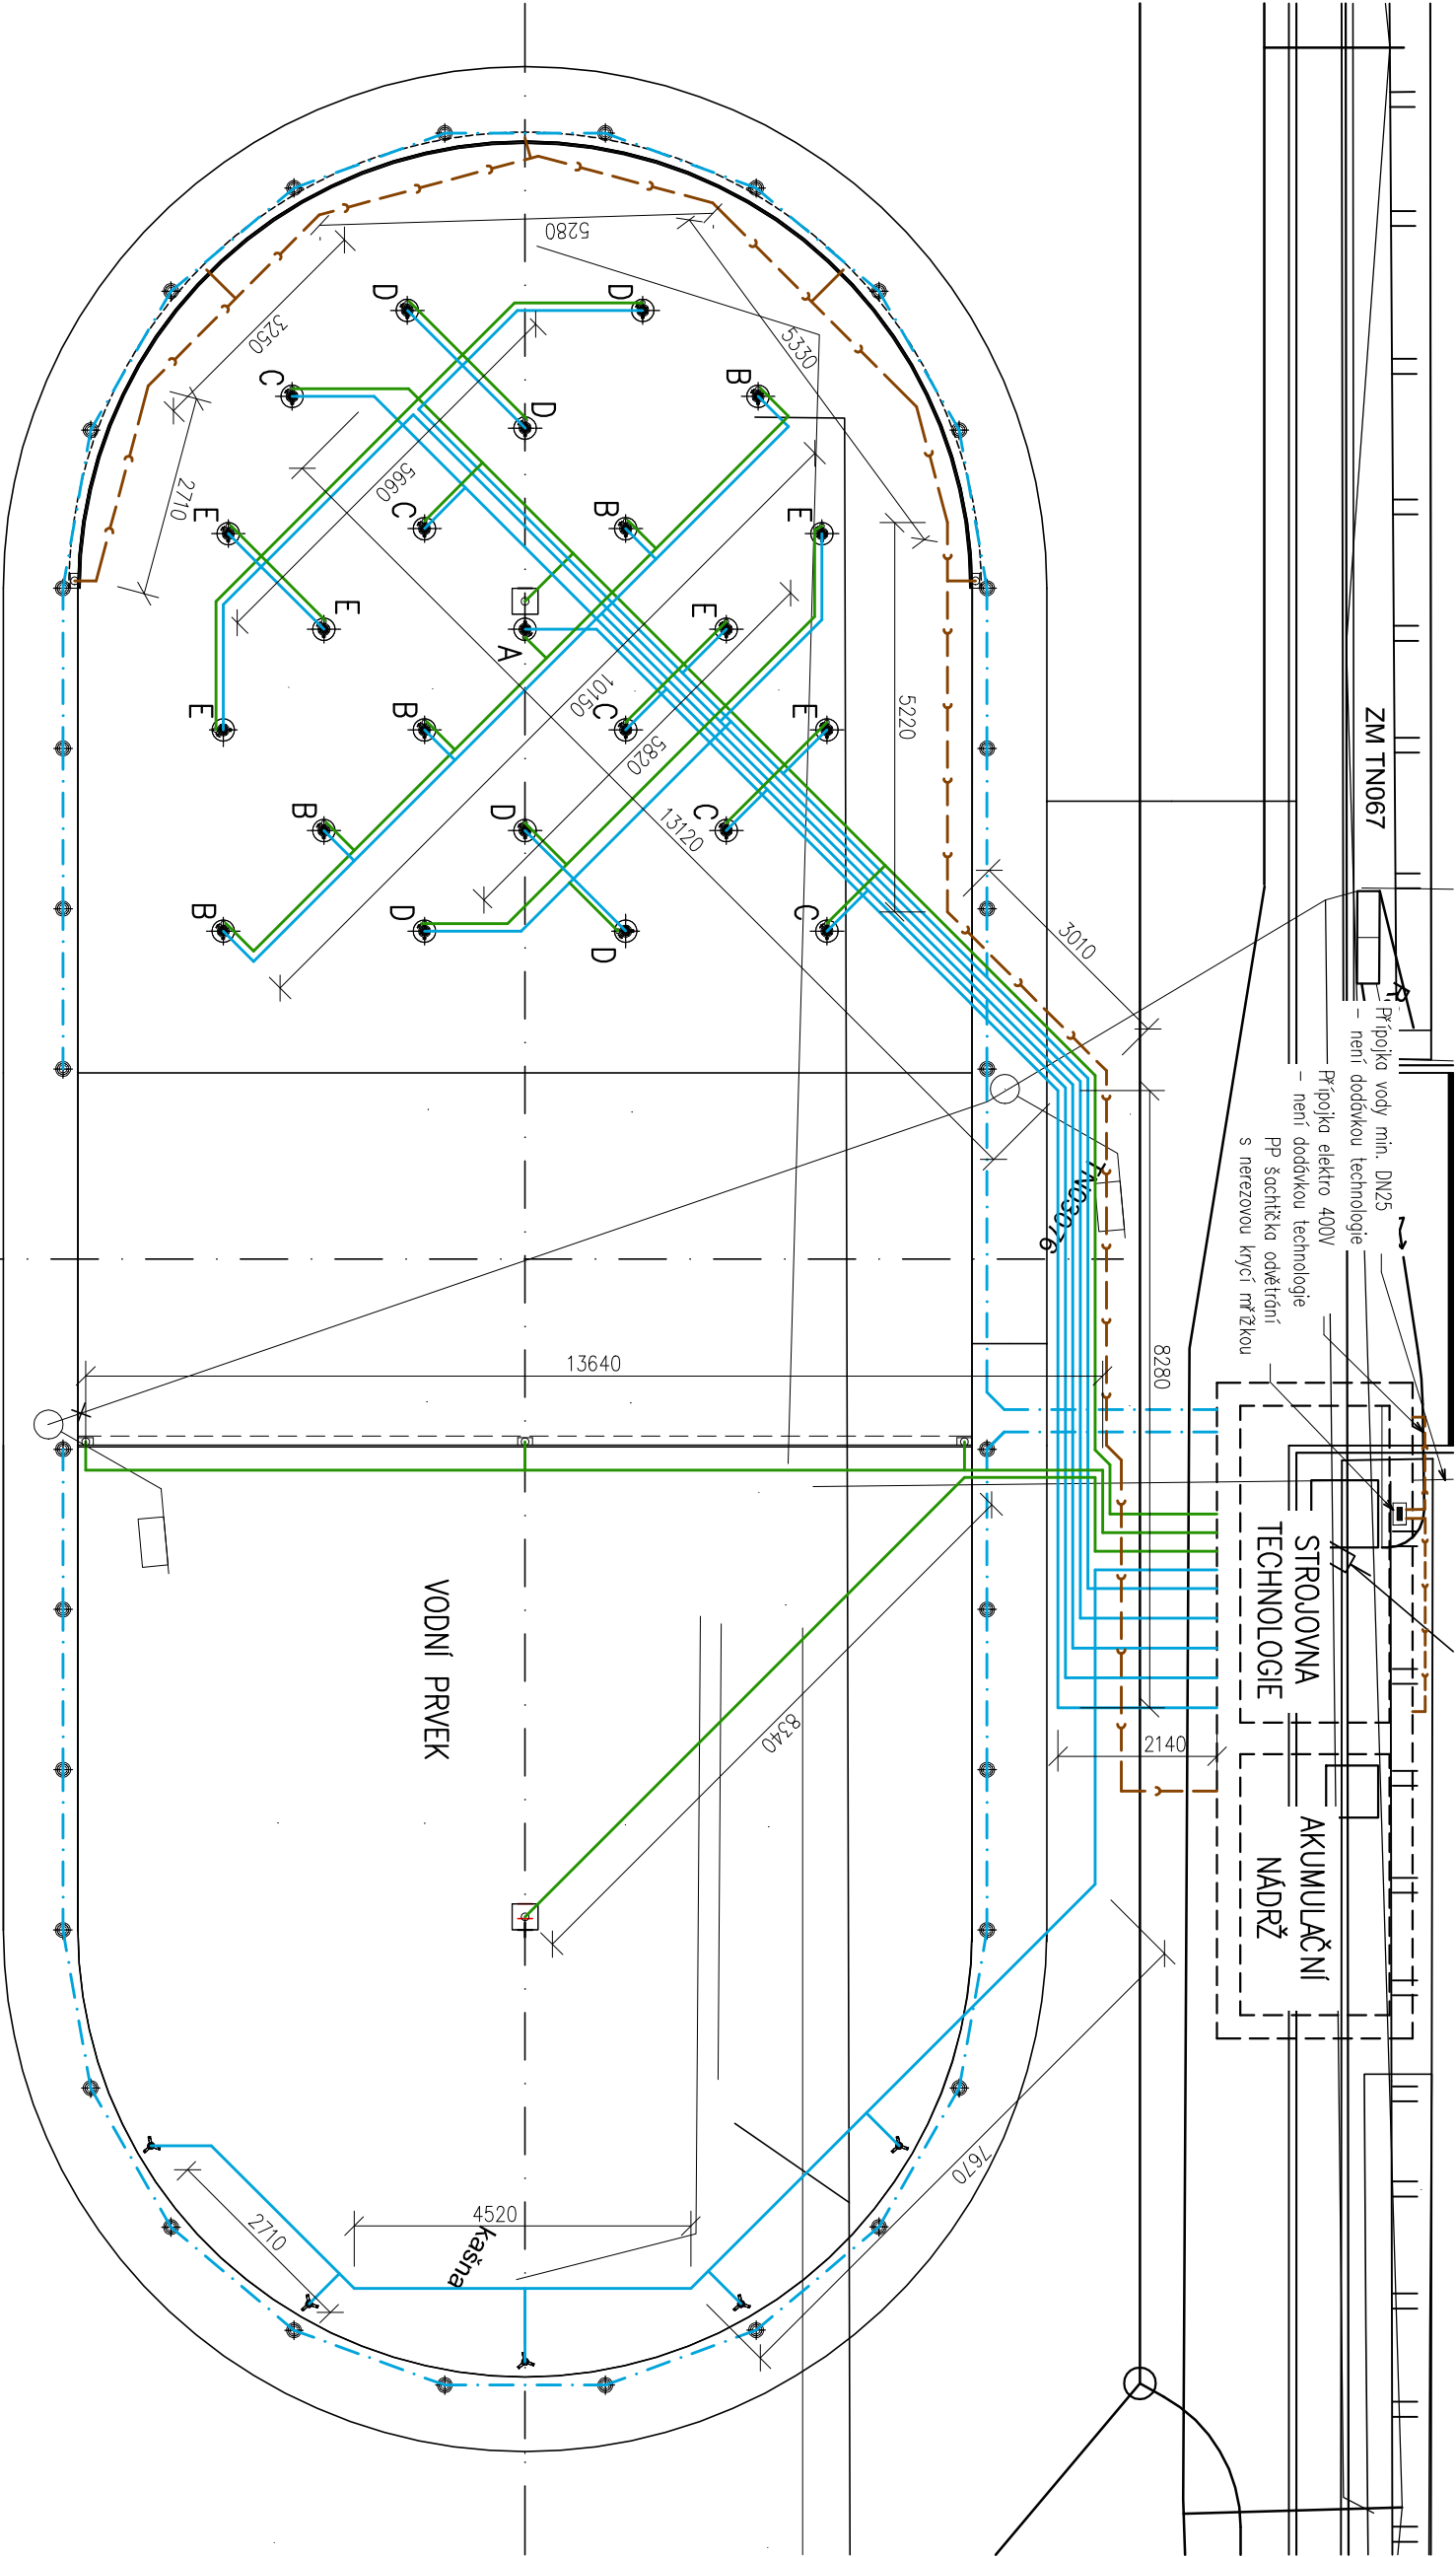 5280
D
D
3250
5330
C
B
D
5660
2710
E
C
B
E
E
E
A
10150
5220
E
B
C
E
5820
ZM TN067
B
D
C
13120
B
D
D
C
3010
Přípojka vody min. DN25
– není dodávkou technologie
Přípojka elektro 400V
– není dodávkou technologie
PP šachtička odvětrání
s nerezovou krycí mřížkou
13640
8280
STROJOVNA
TECHNOLOGIE
VODNÍ PRVEK
8340
2140
AKUMULAČNÍ
NÁDRŽ
7670
4520
2710
kašna